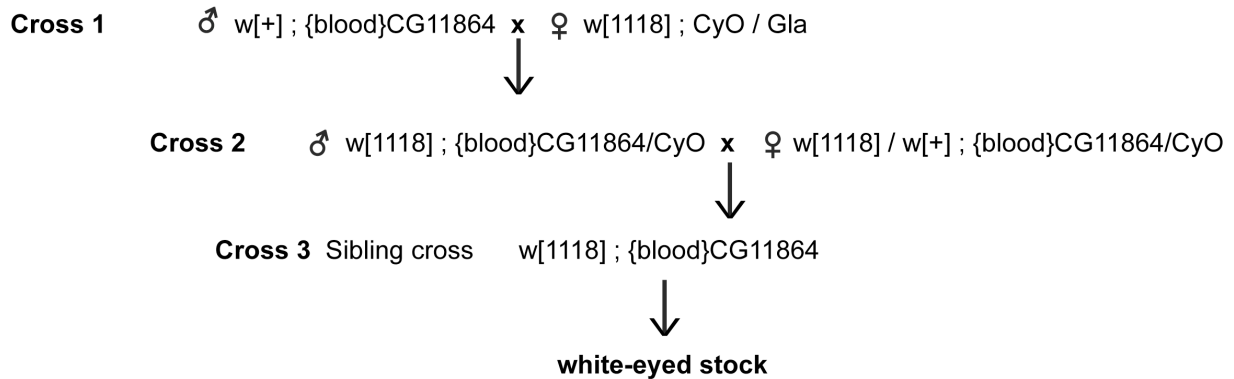 Cross 1 ♂ w[+] ; {blood}CG11864 x ♀ w[1118] ; CyO / Gla
Cross 2 ♂ w[1118] ; {blood}CG11864/CyO x ♀ w[1118] / w[+] ; {blood}CG11864/CyO
Cross 3 Sibling cross w[1118] ; {blood}CG11864
white-eyed stock